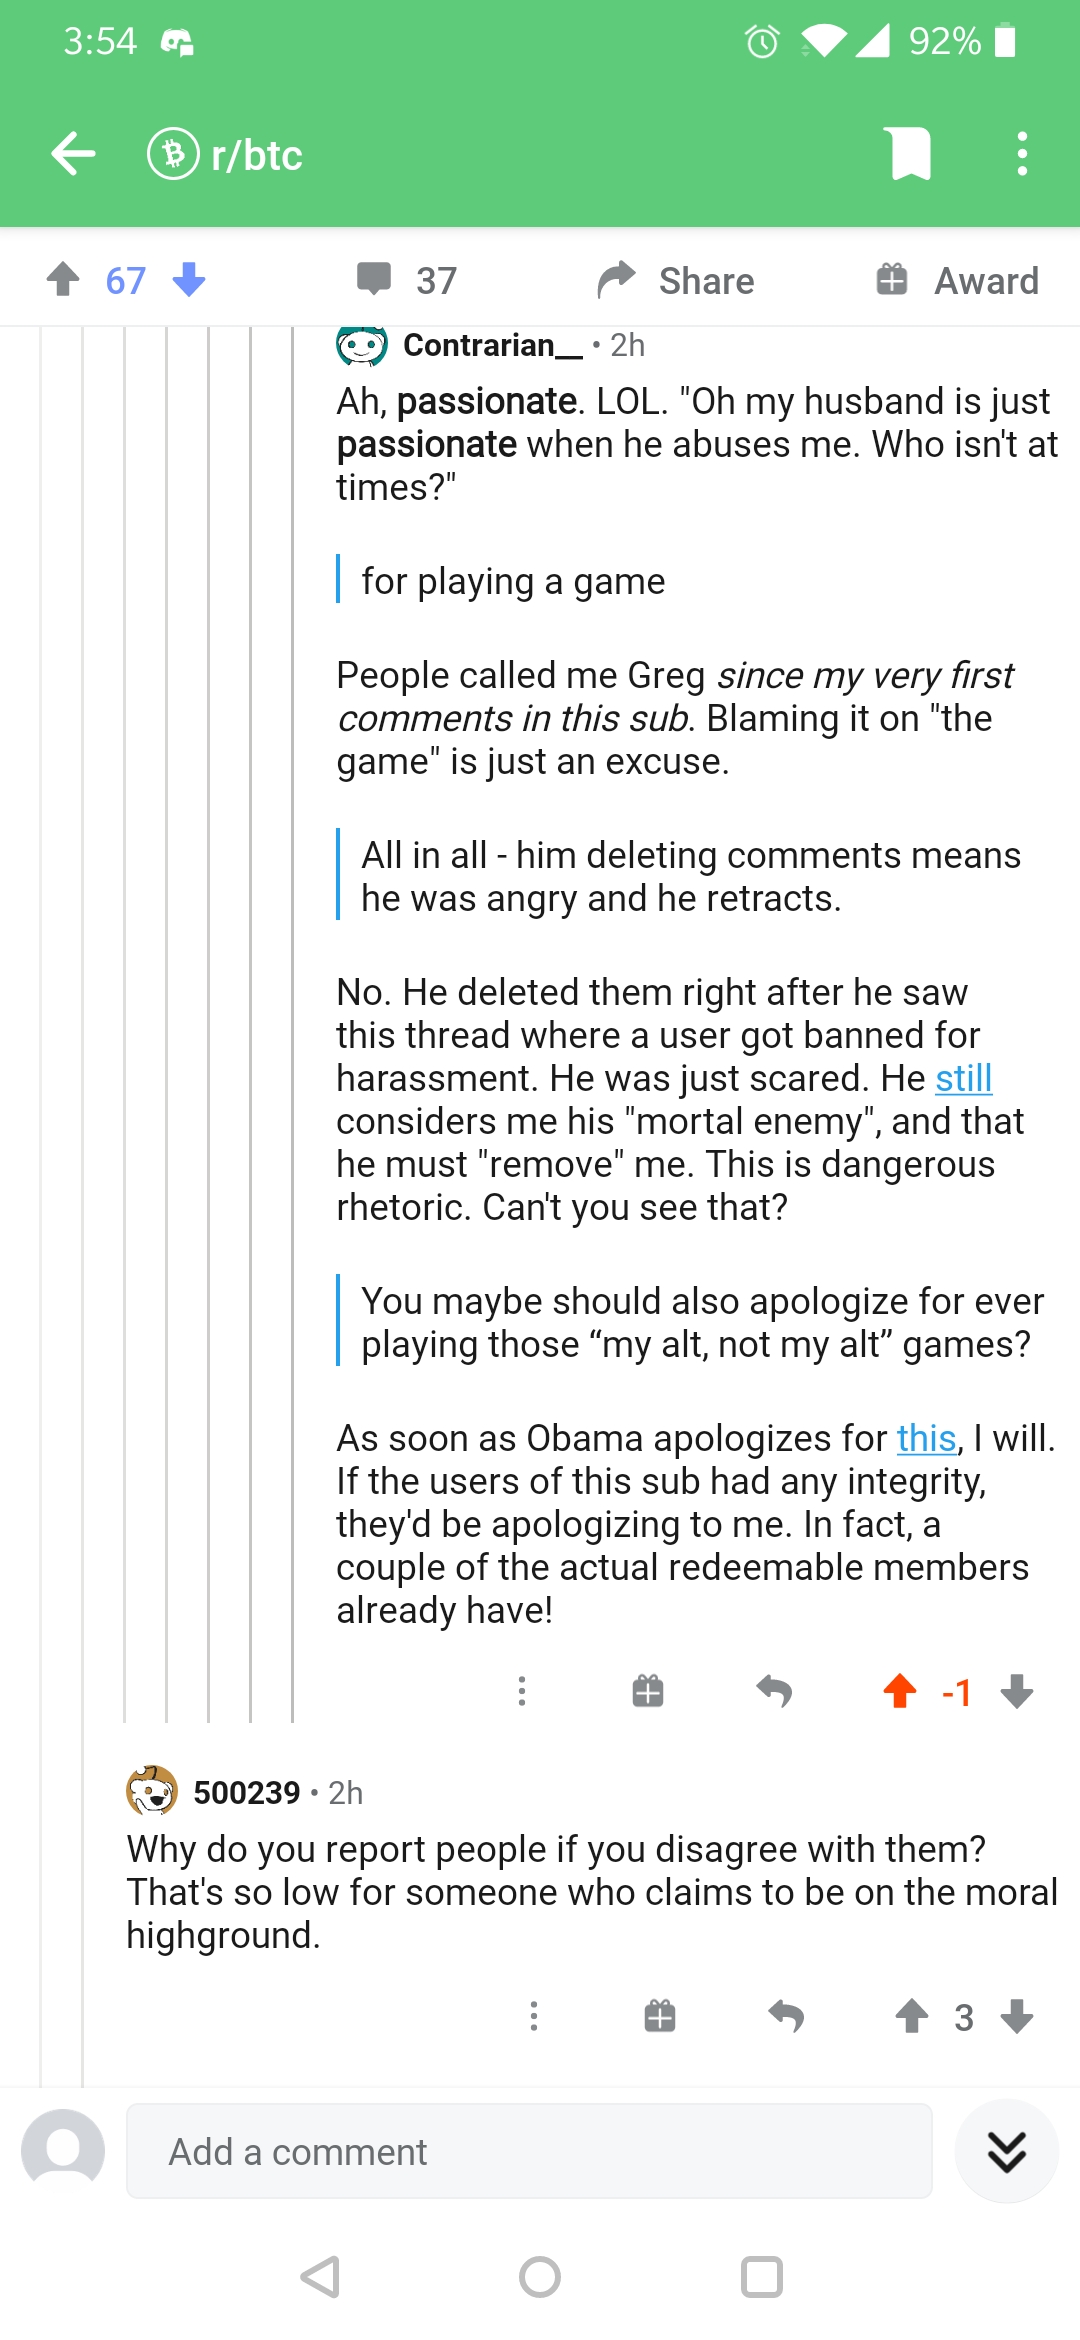 3:54
92%
r/btc
67
37
Share
Award
Contrarian__ • 2h
Ah, passionate. LOL. "Oh my husband is just
passionate when he abuses me. Who isn't at
times?"
for playing a game
People called me Greg since my very first
comments in this sub. Blaming it on "the
game" is just an excuse.
All in all - him deleting comments means
he was angry and he retracts.
No. He deleted them right after he saw
this thread where a user got banned for
harassment. He was just scared. He still
considers me his "mortal enemy", and that
he must "remove" me. This is dangerous
rhetoric. Can't you see that?
You maybe should also apologize for ever
playing those “my alt, not my alt” games?
As soon as Obama apologizes for this, I will.
If the users of this sub had any integrity,
they'd be apologizing to me. In fact, a
couple of the actual redeemable members
already have!
-1
500239 • 2h
Why do you report people if you disagree with them?
That's so low for someone who claims to be on the moral
highground.
3
Add a comment